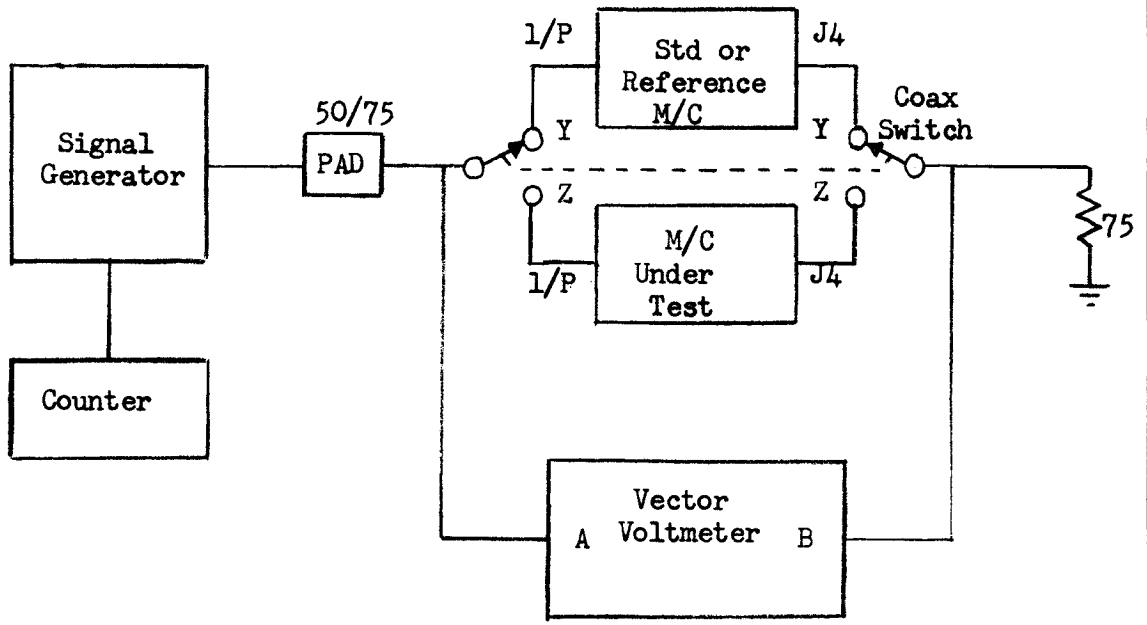 Signal
Generator
50/75
PAD
1/P
Std or
Reference
M/C
J4
Y
Y
Coax
Switch
Z
Z
1/P
M/C
Under
Test
J4
75
Counter
Vector
Voltmeter
A
B